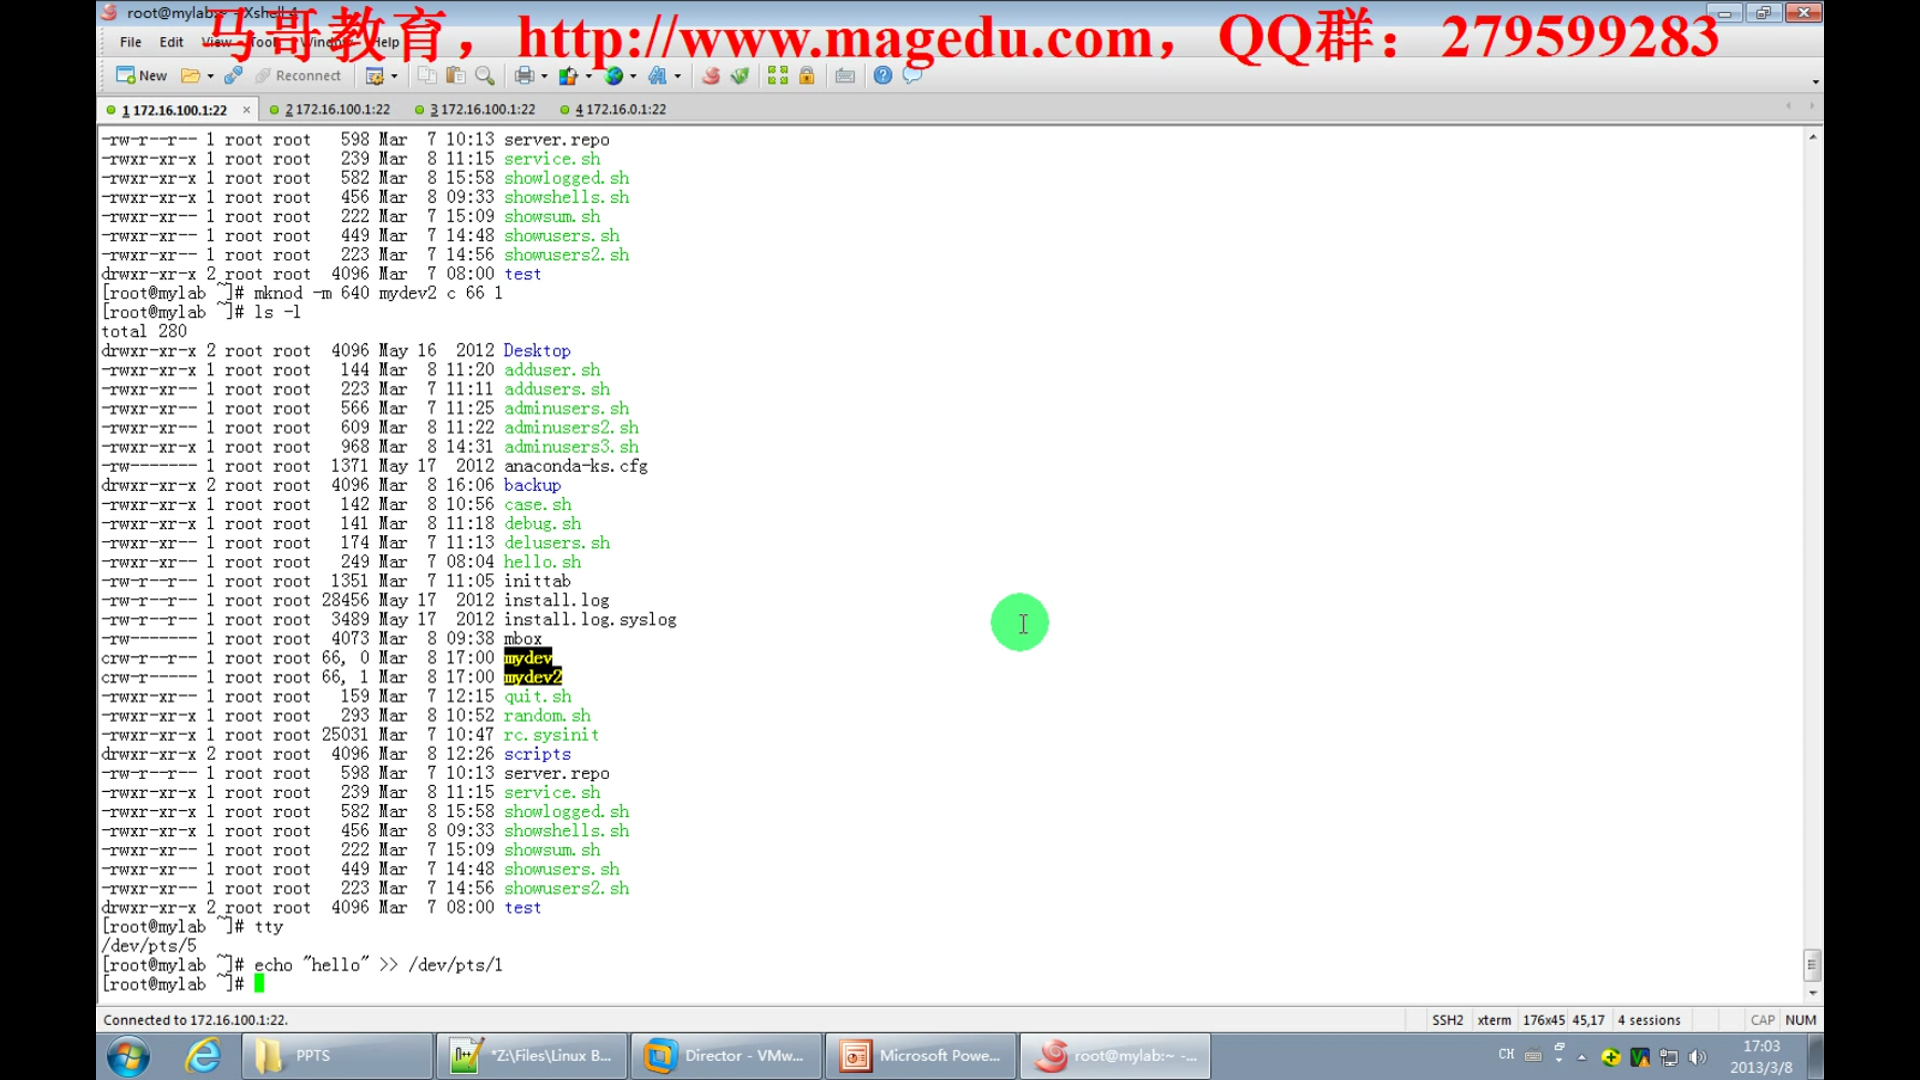 root@mylab:~ - Xshell 4
马哥教育，http://www.magedu.com，QQ群：279599283
File Edit View Tools Window Help
New Reconnect
1 172.16.100.1:22 2 172.16.100.1:22 3 172.16.100.1:22 4 172.16.0.1:22
-rw-r--r-- 1 root root 598 Mar 7 10:13 server.repo
-rwxr-xr-x 1 root root 239 Mar 8 11:15 service.sh
-rwxr-xr-x 1 root root 582 Mar 8 15:58 showlogged.sh
-rwxr-xr-x 1 root root 456 Mar 8 09:33 showshells.sh
-rwxr-xr-- 1 root root 222 Mar 7 15:09 showsum.sh
-rwxr-xr-- 1 root root 449 Mar 7 14:48 showusers.sh
-rwxr-xr-- 1 root root 223 Mar 7 14:56 showusers2.sh
drwxr-xr-x 2 root root 4096 Mar 7 08:00 test
[root@mylab ~]# mknod -m 640 mydev2 c 66 1
[root@mylab ~]# ls -l
total 280
drwxr-xr-x 2 root root 4096 May 16 2012 Desktop
-rwxr-xr-x 1 root root 144 Mar 8 11:20 adduser.sh
-rwxr-xr-- 1 root root 223 Mar 7 11:11 addusers.sh
-rwxr-xr-- 1 root root 566 Mar 7 11:25 adminusers.sh
-rwxr-xr-- 1 root root 609 Mar 8 11:22 adminusers2.sh
-rwxr-xr-x 1 root root 968 Mar 8 14:31 adminusers3.sh
-rw------- 1 root root 1371 May 17 2012 anaconda-ks.cfg
drwxr-xr-x 2 root root 4096 Mar 8 16:06 backup
-rwxr-xr-x 1 root root 142 Mar 8 10:56 case.sh
-rwxr-xr-x 1 root root 141 Mar 8 11:18 debug.sh
-rwxr-xr-- 1 root root 174 Mar 7 11:13 delusers.sh
-rwxr-xr-x 1 root root 249 Mar 7 08:04 hello.sh
-rw-r--r-- 1 root root 1351 Mar 7 11:05 inittab
-rw-r--r-- 1 root root 28456 May 17 2012 install.log
-rw-r--r-- 1 root root 3489 May 17 2012 install.log.syslog
-rw------- 1 root root 4073 Mar 8 09:38 mbox
crw-r--r-- 1 root root 66, 0 Mar 8 17:00 mydev
crw-r----- 1 root root 66, 1 Mar 8 17:00 mydev2
-rwxr-xr-x 1 root root 159 Mar 7 12:15 quit.sh
-rwxr-xr-x 1 root root 293 Mar 8 10:52 random.sh
-rwxr-xr-x 1 root root 25031 Mar 7 10:47 rc.sysinit
drwxr-xr-x 2 root root 4096 Mar 8 12:26 scripts
-rw-r--r-- 1 root root 598 Mar 7 10:13 server.repo
-rwxr-xr-x 1 root root 239 Mar 8 11:15 service.sh
-rwxr-xr-x 1 root root 582 Mar 8 15:58 showlogged.sh
-rwxr-xr-x 1 root root 456 Mar 8 09:33 showshells.sh
-rwxr-xr-- 1 root root 222 Mar 7 15:09 showsum.sh
-rwxr-xr-- 1 root root 449 Mar 7 14:48 showusers.sh
-rwxr-xr-- 1 root root 223 Mar 7 14:56 showusers2.sh
drwxr-xr-x 2 root root 4096 Mar 7 08:00 test
[root@mylab ~]# tty
/dev/pts/5
[root@mylab ~]# echo "hello" >> /dev/pts/1
[root@mylab ~]#
Connected to 172.16.100.1:22. SSH2 xterm 176x45 45,17 4 sessions CAP NUM
PPTS *Z:\Files\Linux B... Director - VMw... Microsoft Powe... root@mylab:~ -... CH 17:03
2013/3/8